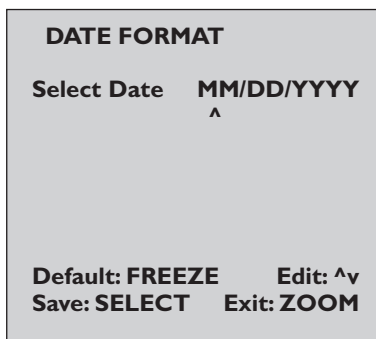 DATE FORMAT
Select Date MM/DD/YYYY
^
Default: FREEZE Edit: ^v
Save: SELECT Exit: ZOOM